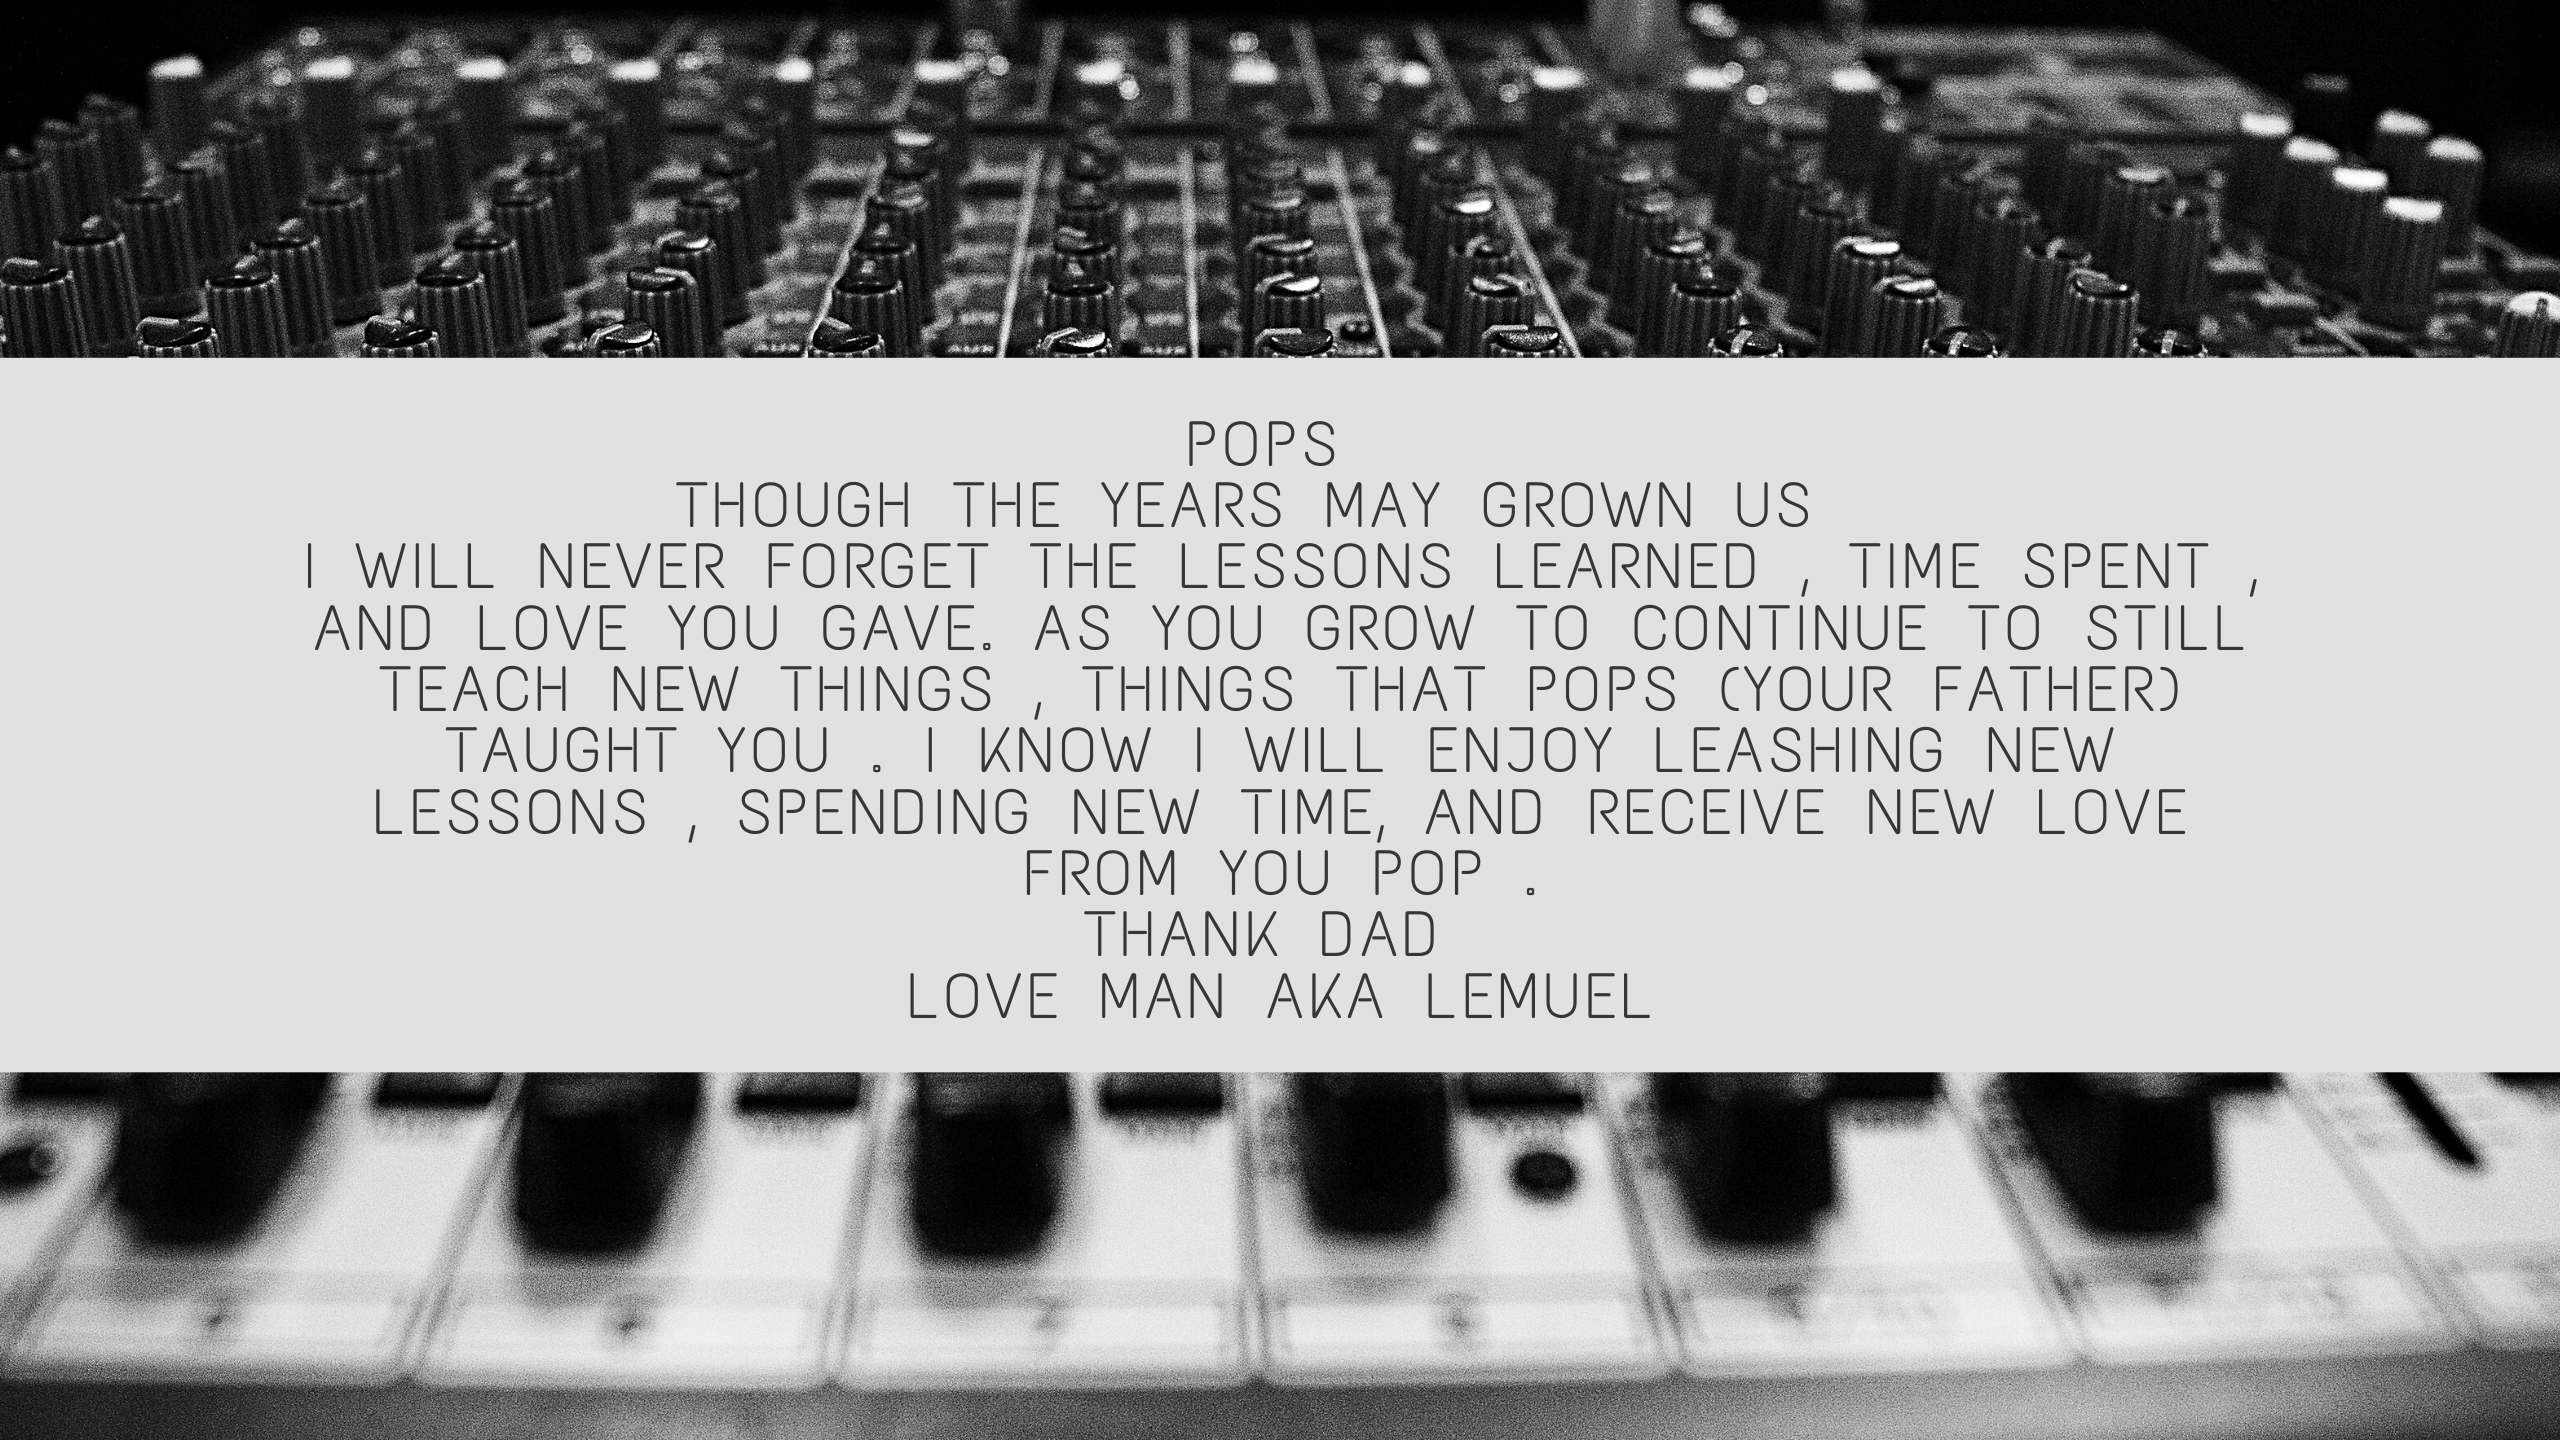 POPS
THOUGH THE YEARS MAY GROWN US
I WILL NEVER FORGET THE LESSONS LEARNED , TIME SPENT ,
AND LOVE YOU GAVE. AS YOU GROW TO CONTINUE TO STILL
TEACH NEW THINGS , THINGS THAT POPS (YOUR FATHER)
TAUGHT YOU . I KNOW I WILL ENJOY LEASHING NEW
LESSONS , SPENDING NEW TIME, AND RECEIVE NEW LOVE
FROM YOU POP .
THANK DAD
LOVE MAN AKA LEMUEL